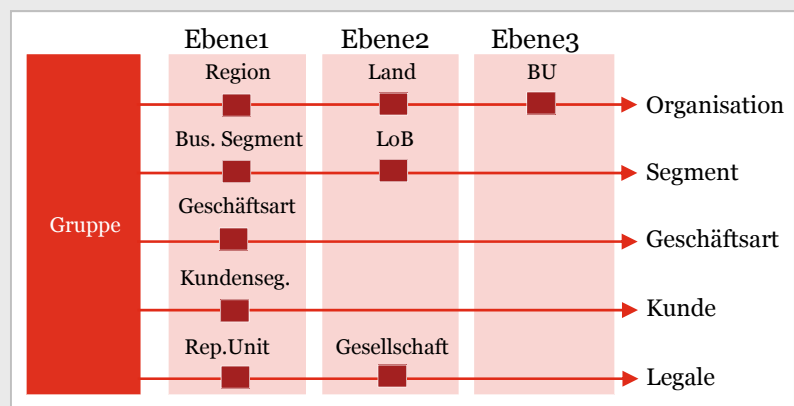 Ebene1 Ebene2 Ebene3
Region Land BU
Organisation
Bus. Segment LoB
Segment
Geschäftsart
Gruppe
Geschäftsart
Kundenseg.
Kunde
Rep.Unit Gesellschaft
Legale